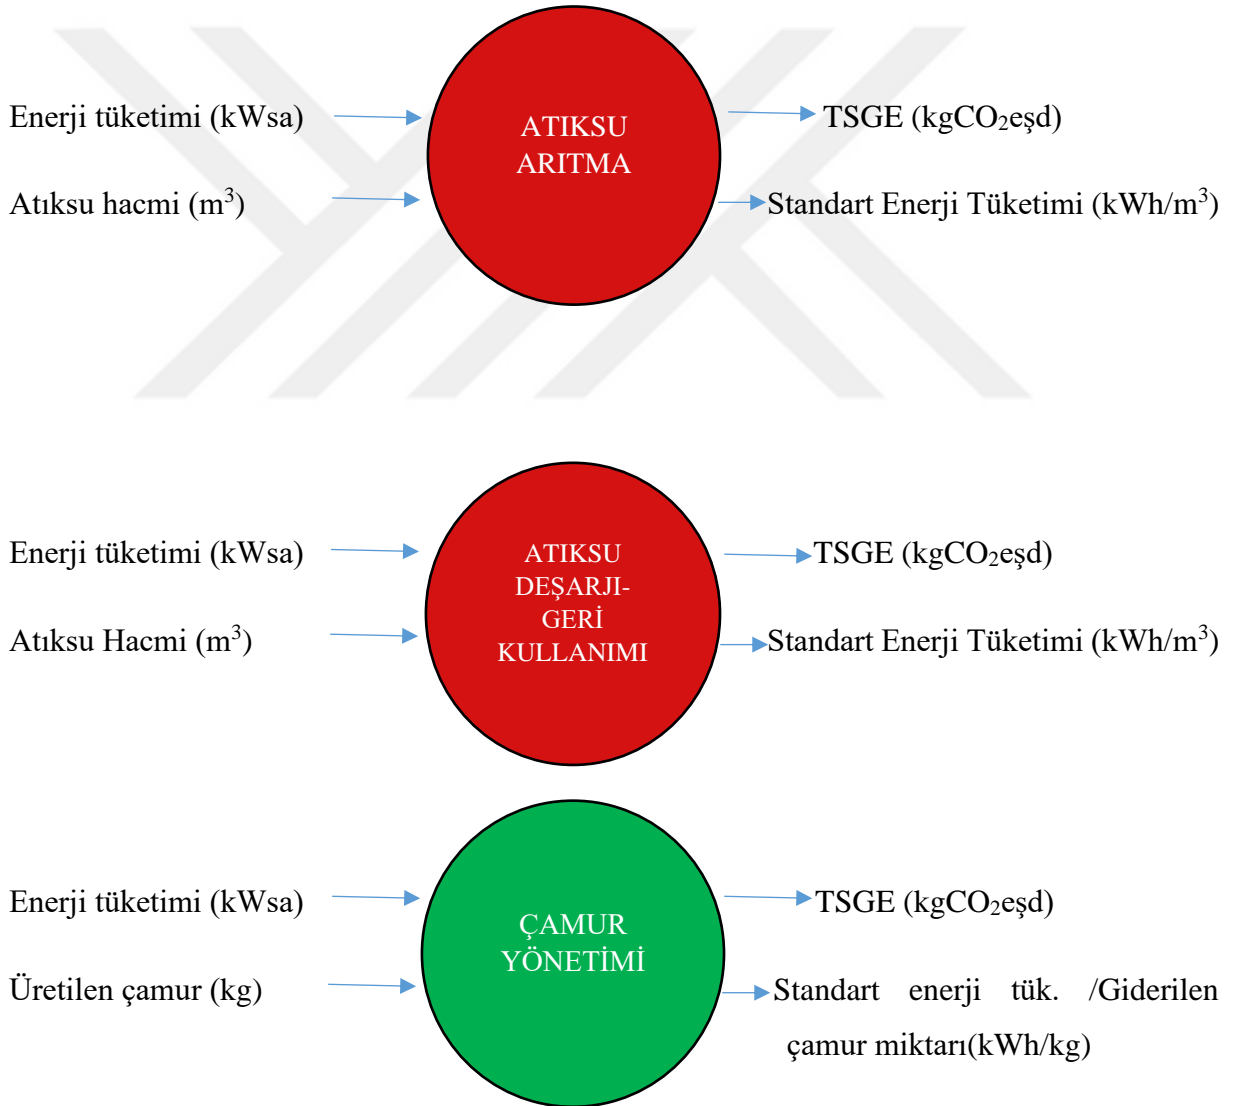 Enerji tüketimi (kWsa)
Atıksu hacmi (m³)
ATIKSU
ARITMA
TSGE (kgCO₂eşd)
Standart Enerji Tüketimi (kWh/m³)
Enerji tüketimi (kWsa)
Atıksu Hacmi (m³)
ATIKSU
DEŞARJI-
GERİ
KULLANIMI
TSGE (kgCO₂eşd)
Standart Enerji Tüketimi (kWh/m³)
Enerji tüketimi (kWsa)
Üretilen çamur (kg)
ÇAMUR
YÖNETİMİ
TSGE (kgCO₂eşd)
Standart enerji tük. /Giderilen
çamur miktarı(kWh/kg)